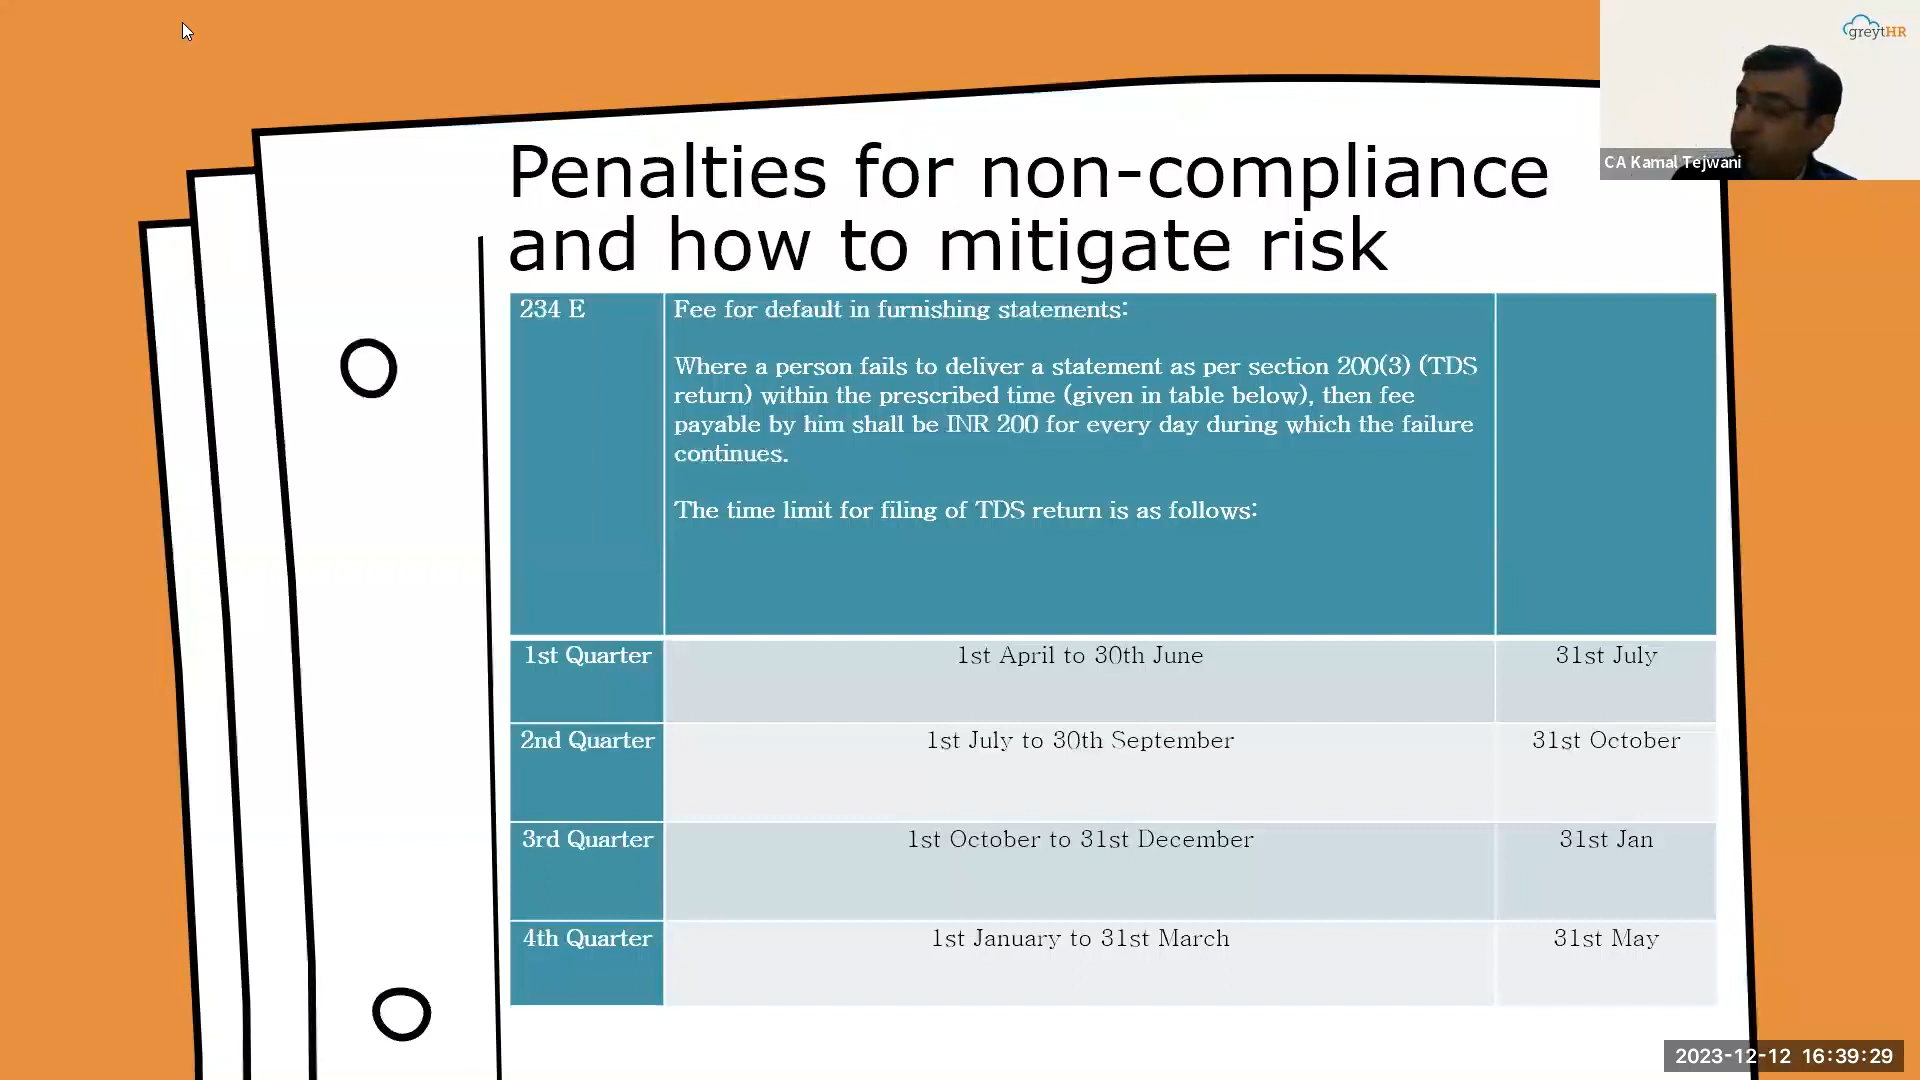 greytHR
CA Kamal Tejwani
Penalties for non-compliance
and how to mitigate risk
234 E
Fee for default in furnishing statements:
Where a person fails to deliver a statement as per section 200(3) (TDS
return) within the prescribed time (given in table below), then fee
payable by him shall be INR 200 for every day during which the failure
continues.
The time limit for filing of TDS return is as follows:
1st Quarter 1st April to 30th June 31st July
2nd Quarter 1st July to 30th September 31st October
3rd Quarter 1st October to 31st December 31st Jan
4th Quarter 1st January to 31st March 31st May
2023-12-12 16:39:29